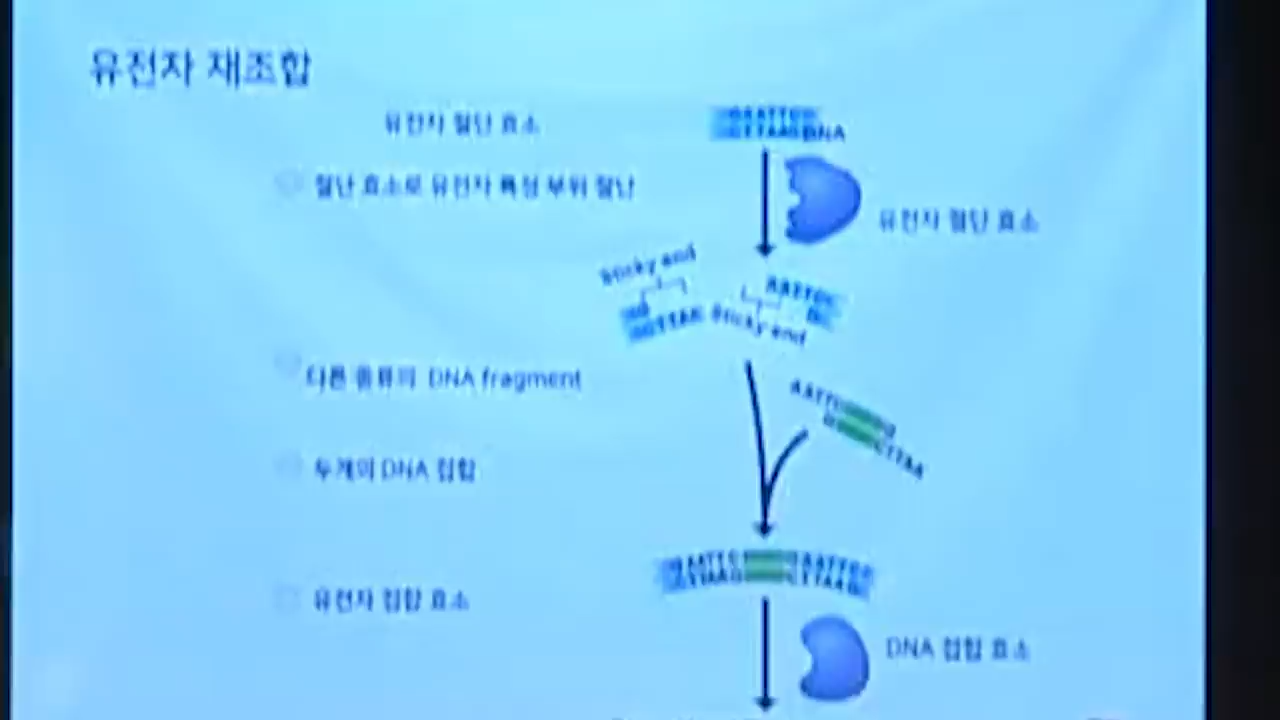 유전자 재조합
유전자 절단 효소
절단 효소로 유전자 특정 부위 절단
유전자 절단 효소
Sticky end
Sticky end
다른 종류의 DNA fragment
두개의 DNA 접합
유전자 접합 효소
DNA 접합 효소